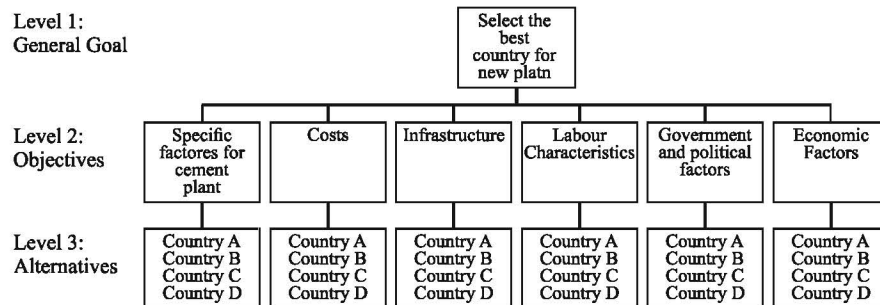 Level 1:
General Goal
Select the
best
country for
new platn
Level 2:
Objectives
Specific
factores for
cement
plant
Costs
Infrastructure
Labour
Characteristics
Government
and political
factors
Economic
Factors
Level 3:
Alternatives
Country A
Country B
Country C
Country D
Country A
Country B
Country C
Country D
Country A
Country B
Country C
Country D
Country A
Country B
Country C
Country D
Country A
Country B
Country C
Country D
Country A
Country B
Country C
Country D